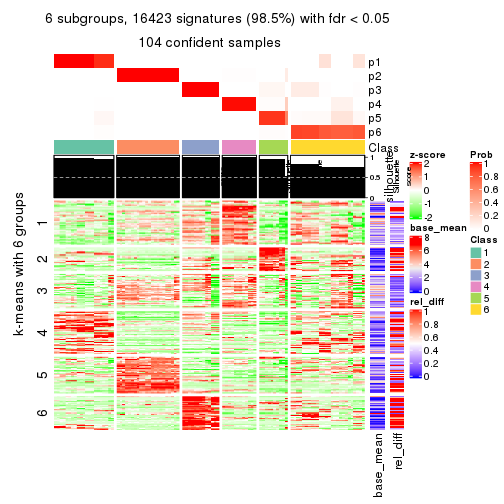 6 subgroups, 16423 signatures (98.5%) with fdr < 0.05
104 confident samples
p1
p2
p3
p4
p5
p6
Class
1
0.5
0
silhouette
Silhouette
score
k-means with 6 groups
1
2
3
4
5
6
base_mean
rel_diff
z-score
2
1
0
-1
-2
base_mean
8
6
4
2
0
rel_diff
1
0.8
0.6
0.4
0.2
0
Prob
1
0.8
0.6
0.4
0.2
0
Class
1
2
3
4
5
6